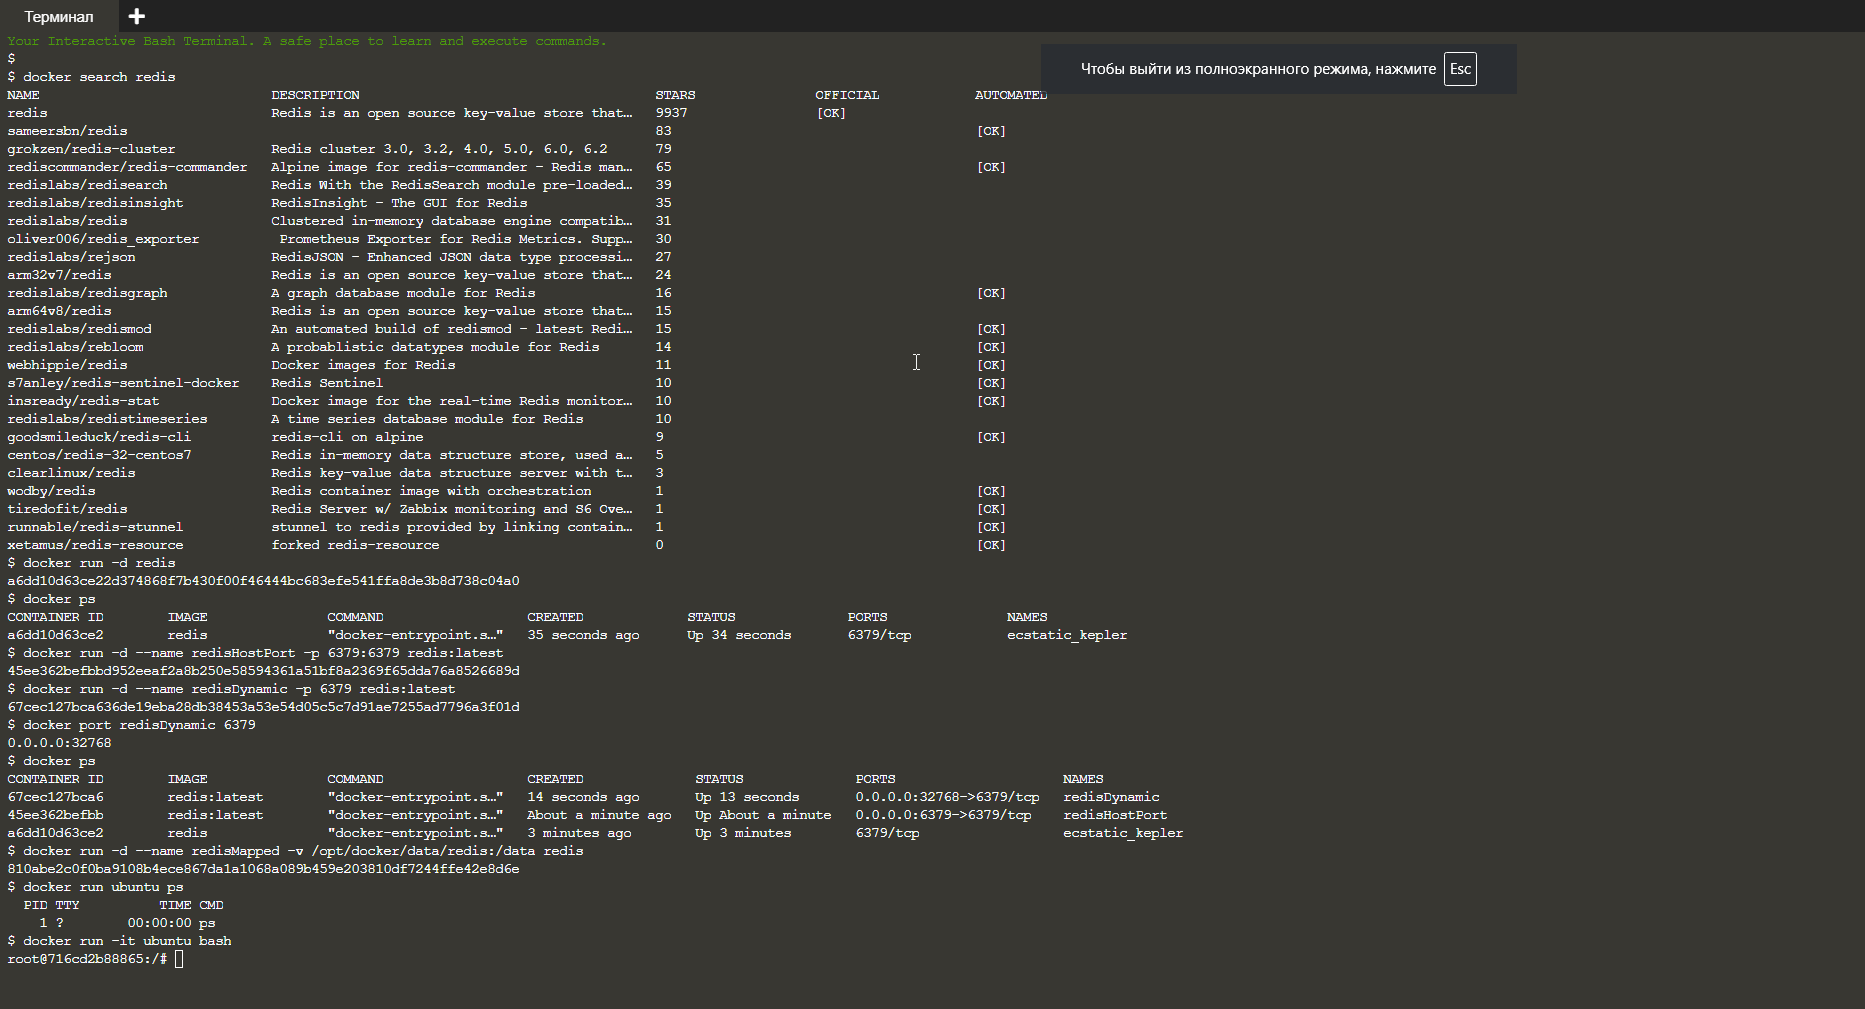 Терминал
Your Interactive Bash Terminal. A safe place to learn and execute commands.
Чтобы выйти из полноэкранного режима, нажмите Esc
$
$ docker search redis
NAME DESCRIPTION STARS OFFICIAL AUTOMATED
redis Redis is an open source key-value store that… 9937 [OK]
sameersbn/redis 83 [OK]
grokzen/redis-cluster Redis cluster 3.0, 3.2, 4.0, 5.0, 6.0, 6.2 79
rediscommander/redis-commander Alpine image for redis-commander - Redis man… 65 [OK]
redislabs/redisearch Redis With the RedisSearch module pre-loaded… 39
redislabs/redisinsight RedisInsight - The GUI for Redis 35
redislabs/redis Clustered in-memory database engine compatib… 31
oliver006/redis_exporter Prometheus Exporter for Redis Metrics. Supp… 30
redislabs/rejson RedisJSON - Enhanced JSON data type processi… 27
arm32v7/redis Redis is an open source key-value store that… 24
redislabs/redisgraph A graph database module for Redis 16 [OK]
arm64v8/redis Redis is an open source key-value store that… 15
redislabs/redismod An automated build of redismod - latest Redi… 15 [OK]
redislabs/rebloom A probablistic datatypes module for Redis 14 [OK]
webhippie/redis Docker images for Redis 11 [OK]
s7anley/redis-sentinel-docker Redis Sentinel 10 [OK]
insready/redis-stat Docker image for the real-time Redis monitor… 10 [OK]
redislabs/redistimeseries A time series database module for Redis 10
goodsmileduck/redis-cli redis-cli on alpine 9 [OK]
centos/redis-32-centos7 Redis in-memory data structure store, used a… 5
clearlinux/redis Redis key-value data structure server with t… 3
wodby/redis Redis container image with orchestration 1 [OK]
tiredofit/redis Redis Server w/ Zabbix monitoring and S6 Ove… 1 [OK]
runnable/redis-stunnel stunnel to redis provided by linking contain… 1 [OK]
xetamus/redis-resource forked redis-resource 0 [OK]
$ docker run -d redis
a6dd10d63ce22d374868f7b430f00f46444bc683efe541ffa8de3b8d738c04a0
$ docker ps
CONTAINER ID IMAGE COMMAND CREATED STATUS PORTS NAMES
a6dd10d63ce2 redis "docker-entrypoint.s…" 35 seconds ago Up 34 seconds 6379/tcp ecstatic_kepler
$ docker run -d --name redisHostPort -p 6379:6379 redis:latest
45ee362befbbd952eeaf2a8b250e58594361a51bf8a2369f65dda76a8526689d
$ docker run -d --name redisDynamic -p 6379 redis:latest
67cec127bca636de19eba28db38453a53e54d05c5c7d91ae7255ad7796a3f01d
$ docker port redisDynamic 6379
0.0.0.0:32768
$ docker ps
CONTAINER ID IMAGE COMMAND CREATED STATUS PORTS NAMES
67cec127bca6 redis:latest "docker-entrypoint.s…" 14 seconds ago Up 13 seconds 0.0.0.0:32768->6379/tcp redisDynamic
45ee362befbb redis:latest "docker-entrypoint.s…" About a minute ago Up About a minute 0.0.0.0:6379->6379/tcp redisHostPort
a6dd10d63ce2 redis "docker-entrypoint.s…" 3 minutes ago Up 3 minutes 6379/tcp ecstatic_kepler
$ docker run -d --name redisMapped -v /opt/docker/data/redis:/data redis
810abe2c0f0ba9108b4ece867da1a1068a089b459e203810df7244ffe42e8d6e
$ docker run ubuntu ps
PID TTY TIME CMD
1 ? 00:00:00 ps
$ docker run -it ubuntu bash
root@716cd2b88865:/#